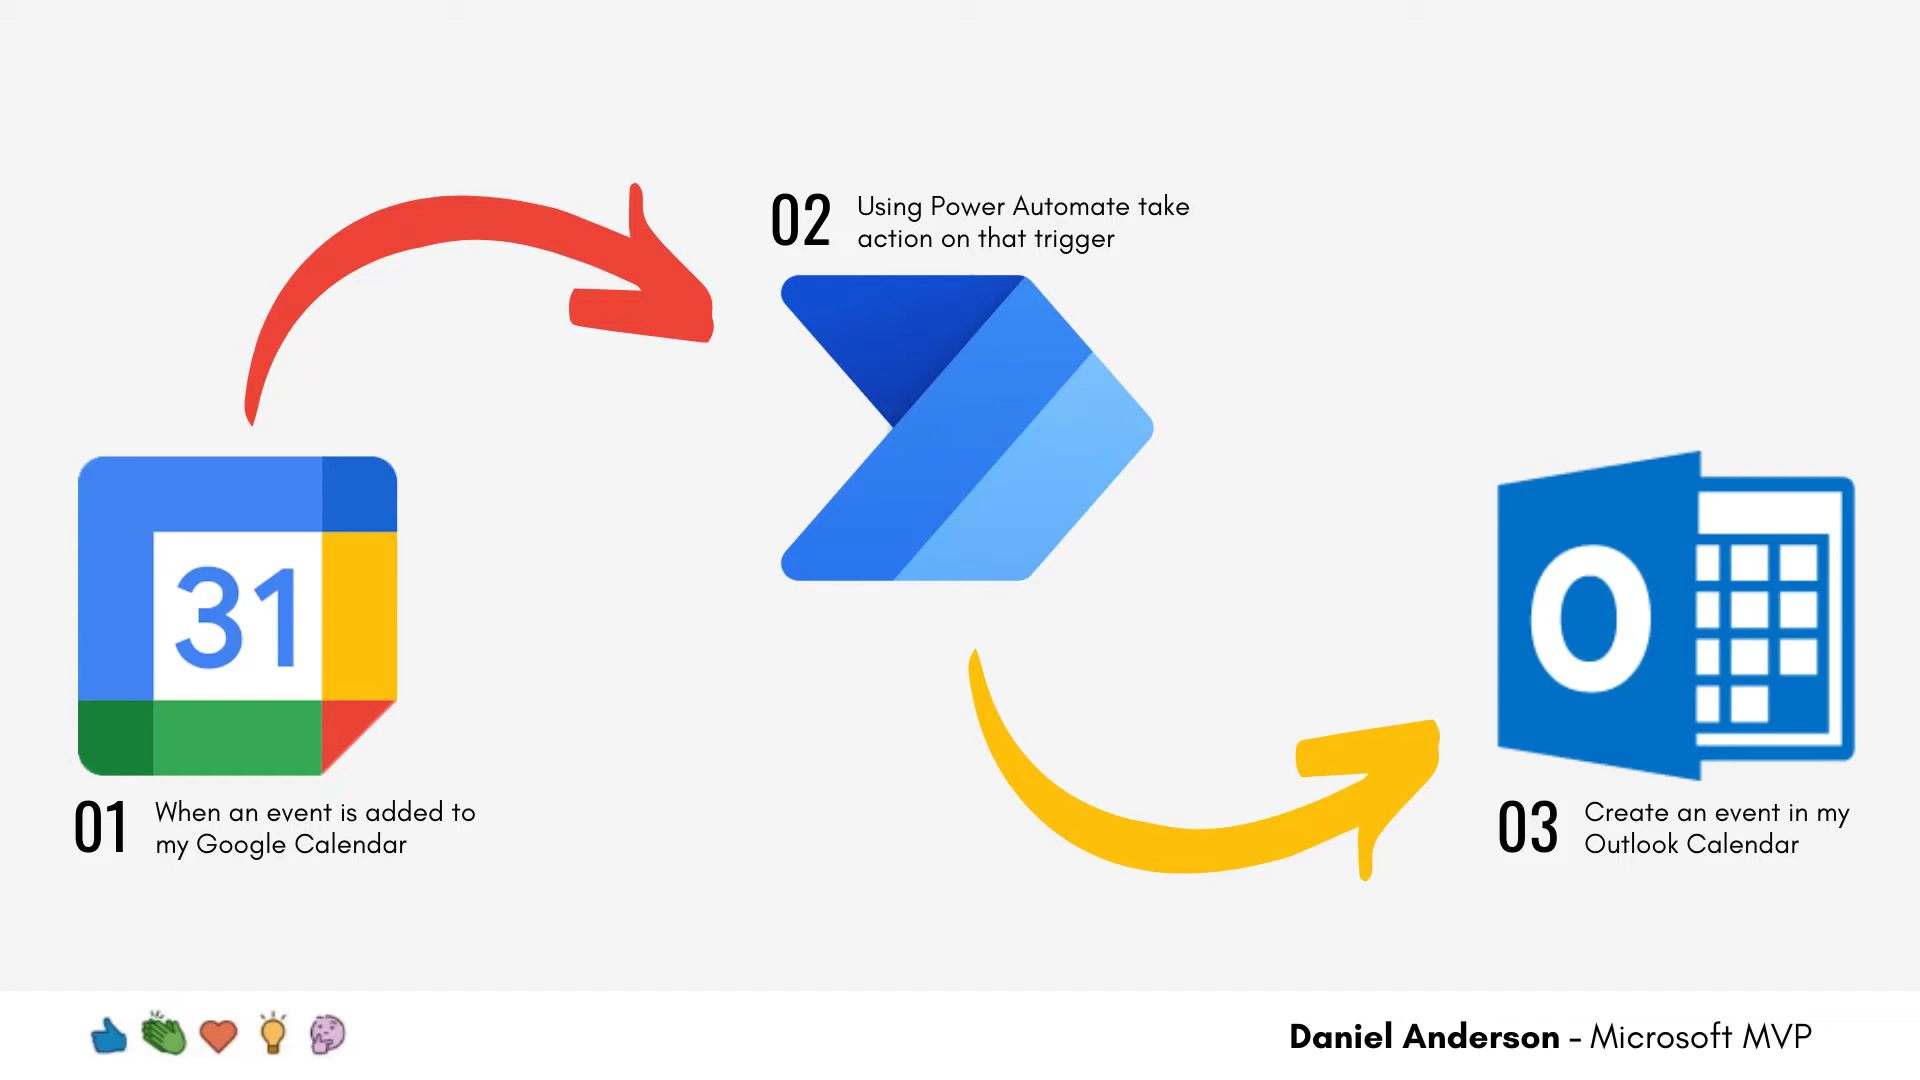 02
Using Power Automate take
action on that trigger
31
O
01
When an event is added to
my Google Calendar
03
Create an event in my
Outlook Calendar
Daniel Anderson - Microsoft MVP